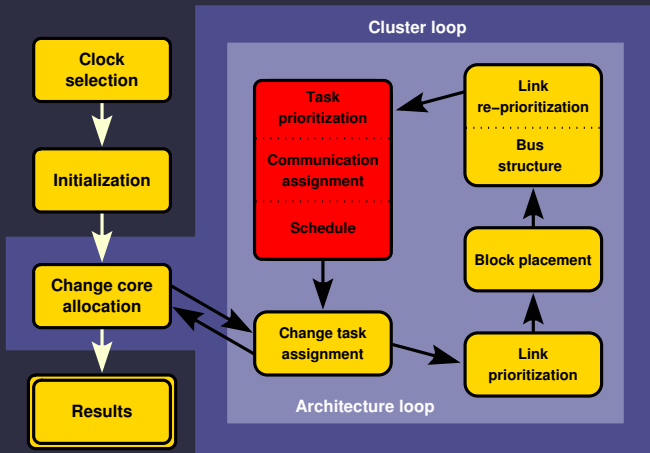 Cluster loop
Clock
selection
Initialization
Change core
allocation
Results
Task
prioritization
Communication
assignment
Schedule
Change task
assignment
Link
re-prioritization
Bus
structure
Block placement
Link
prioritization
Architecture loop